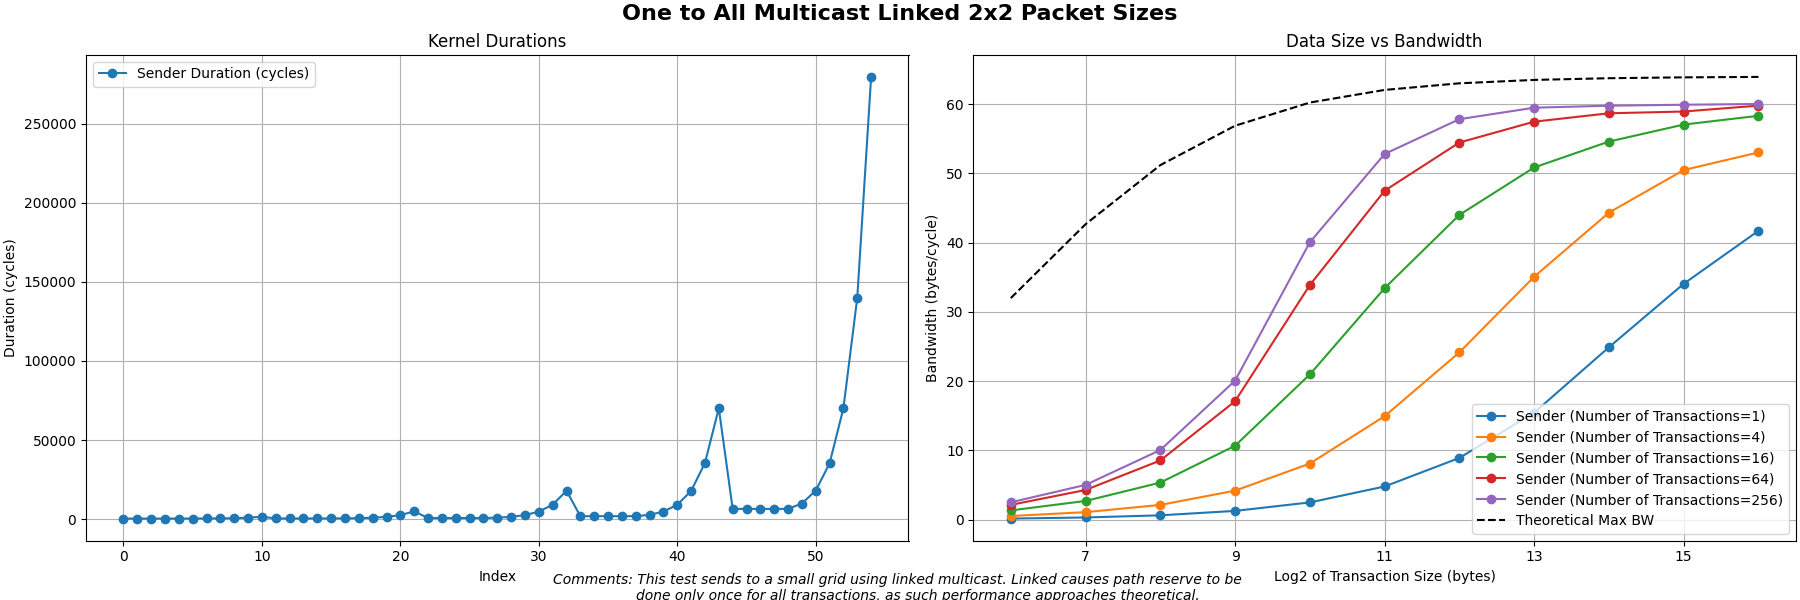 One to All Multicast Linked 2x2 Packet Sizes
Kernel Durations
Sender Duration (cycles)
250000
200000
150000
100000
50000
0
Duration (cycles)
0 10 20 30 40 50
Index
Data Size vs Bandwidth
60
50
40
30
20
10
0
Bandwidth (bytes/cycle)
Sender (Number of Transactions=1)
Sender (Number of Transactions=4)
Sender (Number of Transactions=16)
Sender (Number of Transactions=64)
Sender (Number of Transactions=256)
Theoretical Max BW
7 9 11 13 15
Log2 of Transaction Size (bytes)
Comments: This test sends to a small grid using linked multicast. Linked causes path reserve to be
done only once for all transactions, as such performance approaches theoretical.